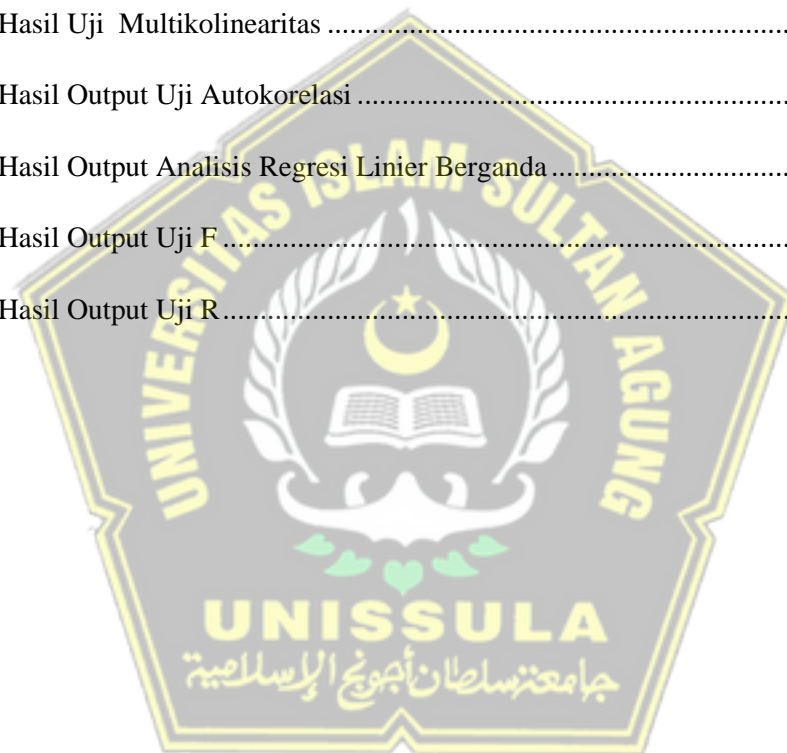 Hasil Uji  Multikolinearitas ...........................................................................
Hasil Output Uji Autokorelasi .....................................................................
Hasil Output Analisis Regresi Linier Berganda ......................................
Hasil Output Uji F ........................................................................................
Hasil Output Uji R ........................................................................................
UNIVERSITAS ISLAM SULTAN AGUNG
UNISSULA
جامعة سلطان أجونج الإسلامية